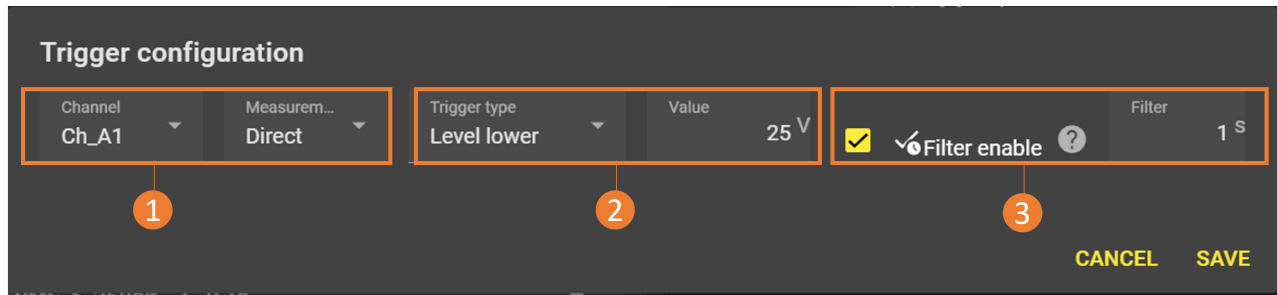 Trigger configuration
Channel Measurem... Trigger type Value Filter
Ch_A1 Direct Level lower 25 V Filter enable ? 1 s
1 2 3
CANCEL SAVE